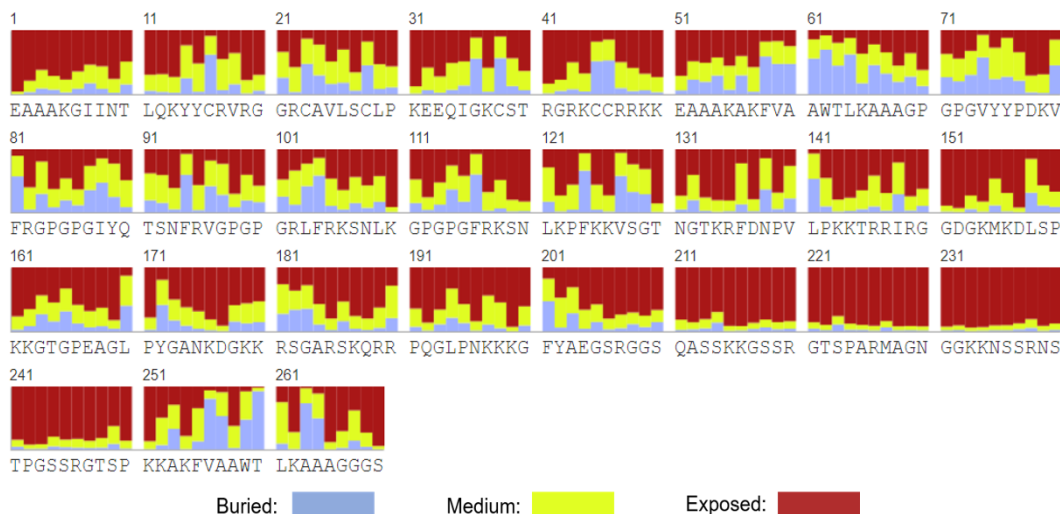 1 11 21 31 41 51 61 71
EAAAKGIINT LQKYYCRVRG GRCAVLSCLP KEEQIGKCST RGRKCCRRKK EAAAKAKFVA AWTLKAAAGP GPGVYYPDKV
81 91 101 111 121 131 141 151
FRGPGPGIYQ TSNFRVGPGP GRLFRKSNLK GPGPGFRKSN LKPFKKVSGT NGTKRFDNPV LPKKTRRIRG GDGKMKDLSP
161 171 181 191 201 211 221 231
KKGTGPEAGL PYGANKDGKK RSGARSKQRR PQGLPNKKKG FYAEGSRGGS QASSKKGSSR GTSPARMAGN GGKKNSSRNS
241 251 261
TPGSSRGTSP KKAKFVAAWT LKAAAGGGS
Buried: Medium: Exposed: